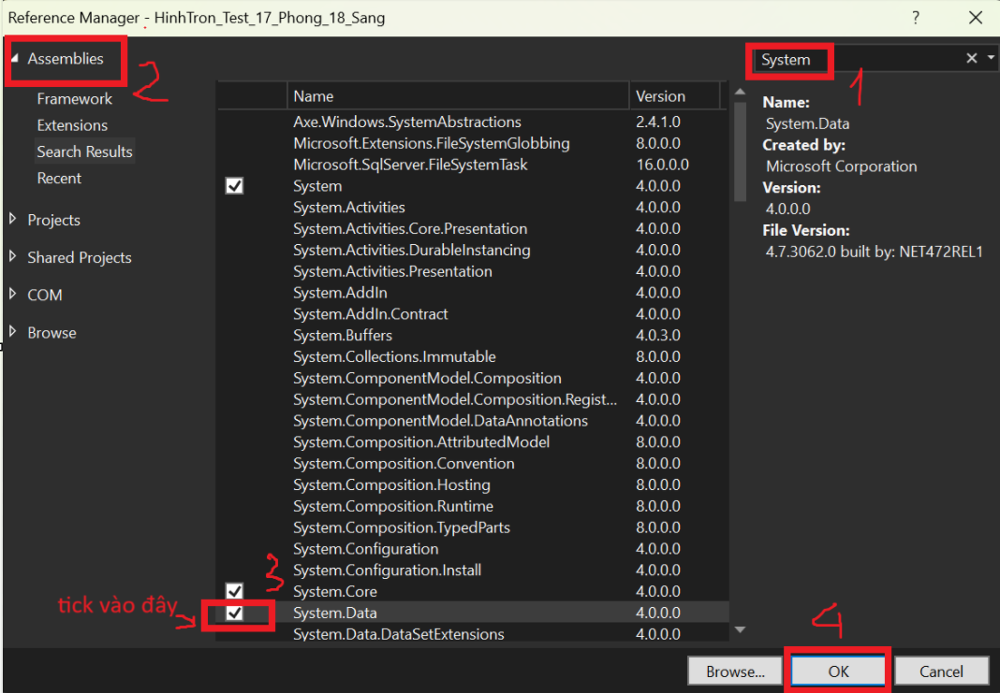 Reference Manager - HinhTron_Test_17_Phong_18_Sang
?
Assemblies
2
Framework
Extensions
Search Results
Recent
Projects
Shared Projects
COM
Browse
tick vào đây
Name Version
Axe.Windows.SystemAbstractions 2.4.1.0
Microsoft.Extensions.FileSystemGlobbing 8.0.0.0
Microsoft.SqlServer.FileSystemTask 16.0.0.0
System 4.0.0.0
System.Activities 4.0.0.0
System.Activities.Core.Presentation 4.0.0.0
System.Activities.DurableInstancing 4.0.0.0
System.Activities.Presentation 4.0.0.0
System.AddIn 4.0.0.0
System.AddIn.Contract 4.0.0.0
System.Buffers 4.0.3.0
System.Collections.Immutable 8.0.0.0
System.ComponentModel.Composition 4.0.0.0
System.ComponentModel.Composition.Regist... 4.0.0.0
System.ComponentModel.DataAnnotations 4.0.0.0
System.Composition.AttributedModel 8.0.0.0
System.Composition.Convention 8.0.0.0
System.Composition.Hosting 8.0.0.0
System.Composition.Runtime 8.0.0.0
System.Composition.TypedParts 8.0.0.0
System.Configuration 4.0.0.0
System.Configuration.Install 4.0.0.0
3
System.Core 4.0.0.0
System.Data 4.0.0.0
System.Data.DataSetExtensions 4.0.0.0
System
1
Name:
System.Data
Created by:
Microsoft Corporation
Version:
4.0.0.0
File Version:
4.7.3062.0 built by: NET472REL1
4
Browse... OK Cancel